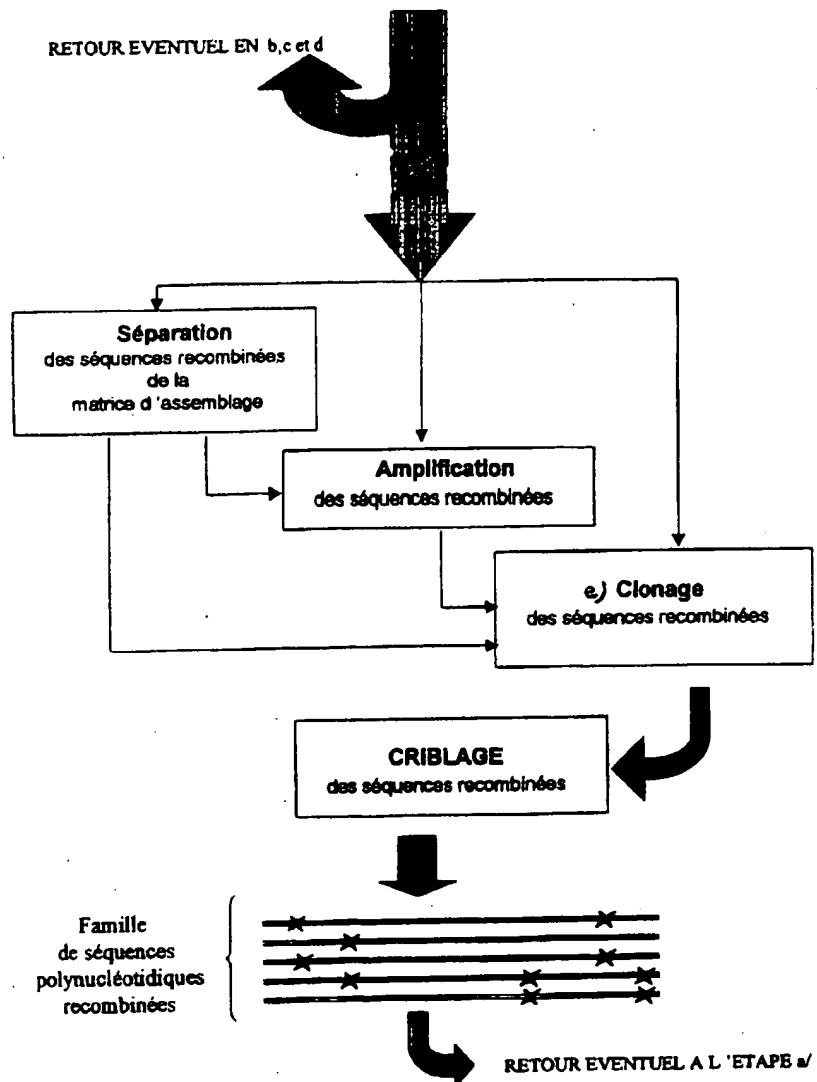 RETOUR EVENTUEL EN b,c et d
Séparation
des séquences recombinées
de la
matrice d 'assemblage
Amplification
des séquences recombinées
e) Clonage
des séquences recombinées
CRIBLAGE
des séquences recombinées
Famille
de séquences
polynucléotidiques
recombinées
RETOUR EVENTUEL A L 'ETAPE a/